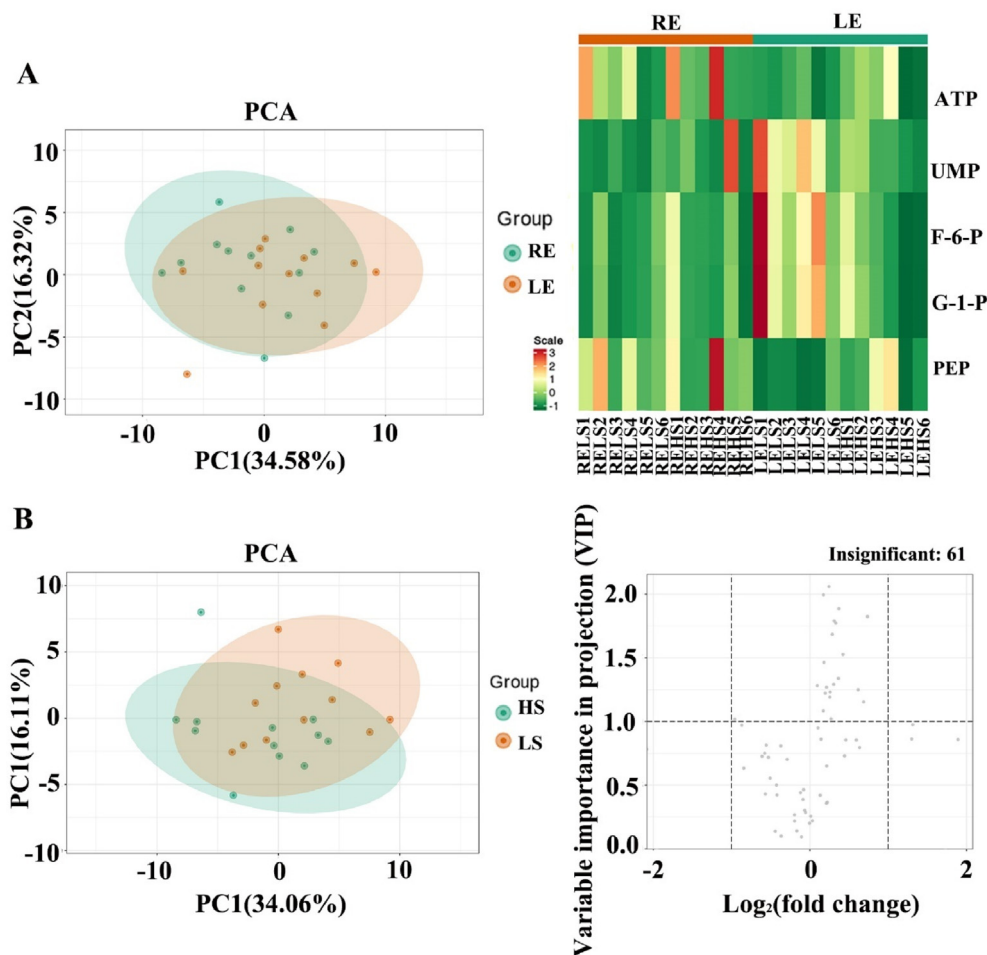 A
PCA
10
5
0
-5
-10
PC2(16.32%)
-10
0
10
PC1(34.58%)
Group
RE
LE
RE
LE
ATP
UMP
F-6-P
G-1-P
PEP
Scale
3
2
1
0
-1
RELS1
RELS2
RELS3
RELS4
RELS5
RELS6
REHS1
REHS2
REHS3
REHS4
REHS5
REHS6
LELS1
LELS2
LELS3
LELS4
LELS5
LELS6
LEHS1
LEHS2
LEHS3
LEHS4
LEHS5
LEHS6
B
PCA
10
5
0
-5
-10
PC1(16.11%)
-10
0
10
PC1(34.06%)
Group
HS
LS
Insignificant: 61
Variable importance in projection (VIP)
2.0
1.5
1.0
0.5
0.0
-2
0
2
Log₂(fold change)